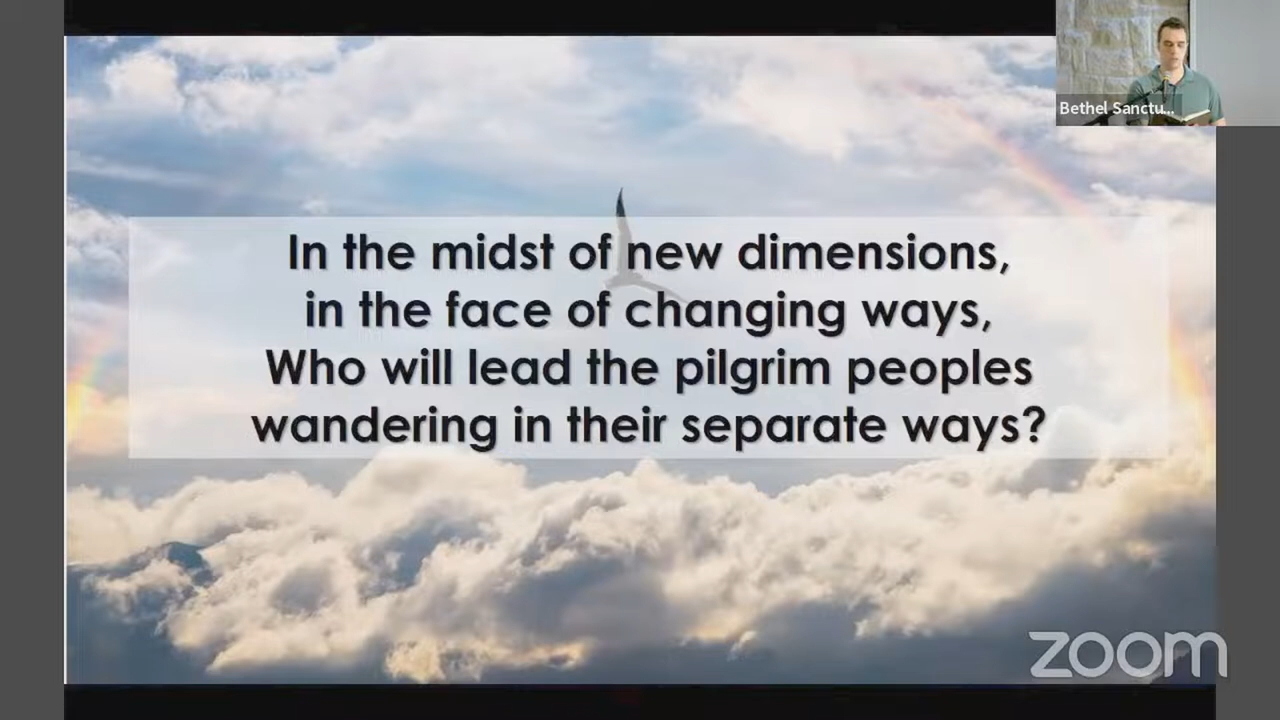 Bethel Sanctu...
In the midst of new dimensions,
in the face of changing ways,
Who will lead the pilgrim peoples
wandering in their separate ways?
zoom